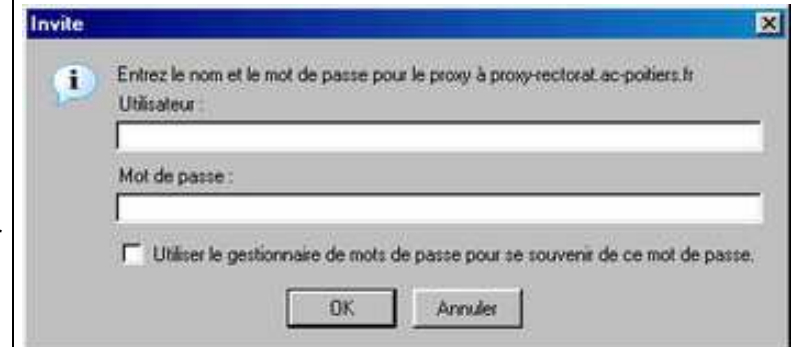 Invite
Entrez le nom et le mot de passe pour le proxy à proxy-rectorat.ac-poitiers.fr
Utilisateur :
Mot de passe :
Utiliser le gestionnaire de mots de passe pour se souvenir de ce mot de passe.
OK
Annuler